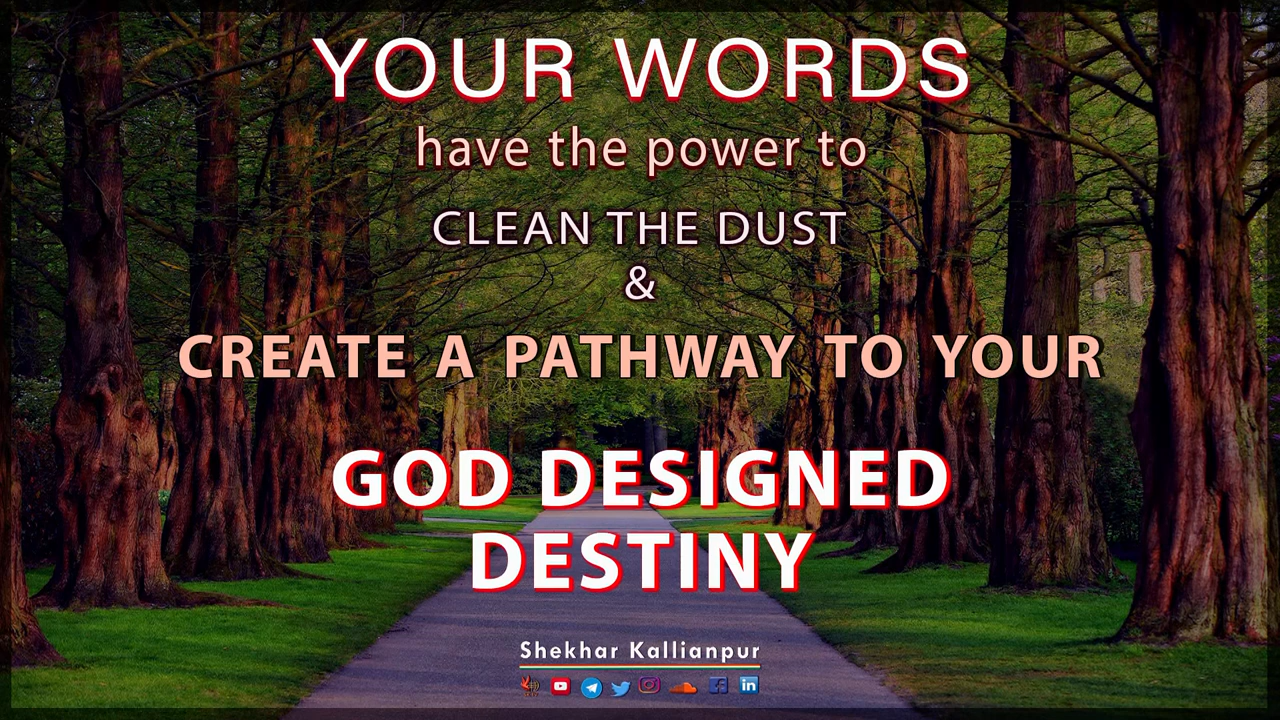 YOUR WORDS
have the power to
CLEAN THE DUST
&
CREATE A PATHWAY TO YOUR
GOD DESIGNED
DESTINY
Shekhar Kallianpur